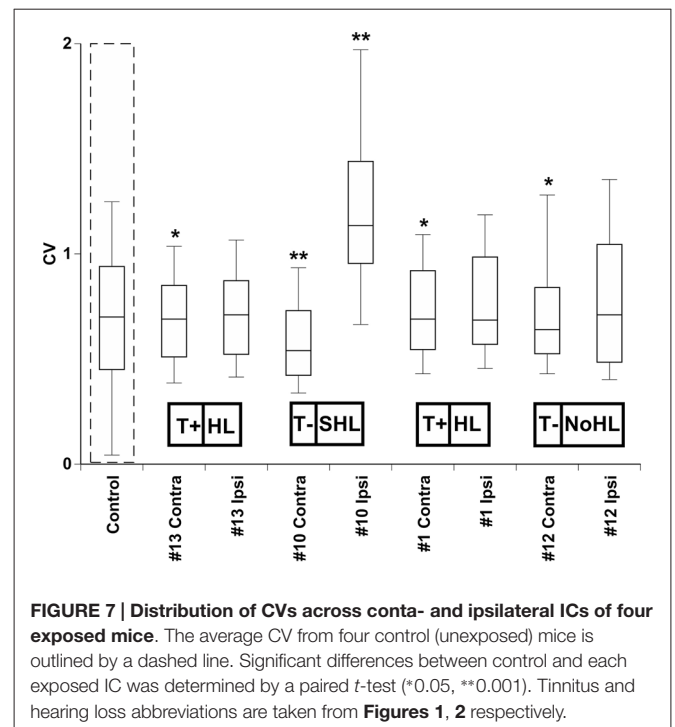 2
**
**
*
*
*
1
CV
0
T+ HL
T- SHL
T+ HL
T- NoHL
Control
#13 Contra
#13 Ipsi
#10 Contra
#10 Ipsi
#1 Contra
#1 Ipsi
#12 Contra
#12 Ipsi
FIGURE 7 | Distribution of CVs across conta- and ipsilateral ICs of four
exposed mice. The average CV from four control (unexposed) mice is
outlined by a dashed line. Significant differences between control and each
exposed IC was determined by a paired t-test (*0.05, **0.001). Tinnitus and
hearing loss abbreviations are taken from Figures 1, 2 respectively.